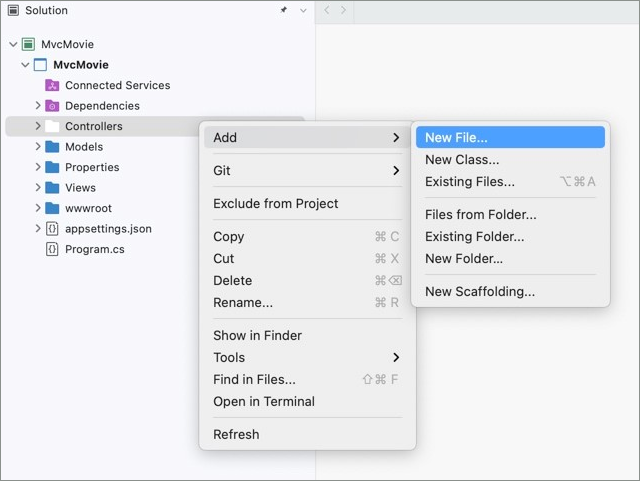 Solution
MvcMovie
MvcMovie
Connected Services
Dependencies
Controllers
Models
Properties
Views
wwwroot
appsettings.json
Program.cs
Add
Git
Exclude from Project
Copy ⌘ C
Cut ⌘ X
Delete ⌘⌫
Rename... ⌘ R
Show in Finder
Tools
Find in Files... ⇧⌘ F
Open in Terminal
Refresh
New File...
New Class...
Existing Files... ⌥⌘A
Files from Folder...
Existing Folder...
New Folder...
New Scaffolding...